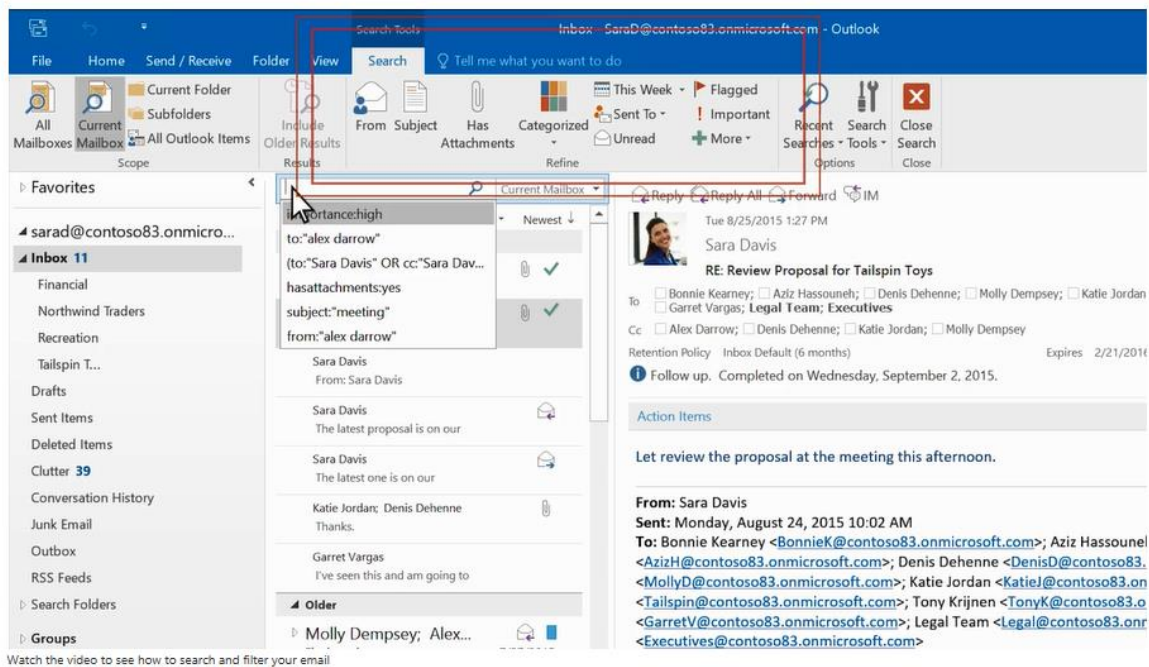 Search Tools
Inbox - SaraD@contoso83.onmicrosoft.com - Outlook
File Home Send / Receive Folder View Search Tell me what you want to do
All Mailboxes
Current Mailbox
Current Folder
Subfolders
All Outlook Items
Scope
Include Older Results
Results
From
Subject
Has Attachments
Categorized
This Week
Sent To
Unread
Flagged
Important
More
Refine
Recent Searches
Search Tools
Options
Close Search
Close
Favorites
sarad@contoso83.onmicro...
Inbox 11
Financial
Northwind Traders
Recreation
Tailspin T...
Drafts
Sent Items
Deleted Items
Clutter 39
Conversation History
Junk Email
Outbox
RSS Feeds
Search Folders
Groups
Current Mailbox
Newest ↓
to:"alex darrow"
(to:"Sara Davis" OR cc:"Sara Dav...
hasattachments:yes
subject:"meeting"
from:"alex darrow"
Sara Davis
From: Sara Davis
Sara Davis
The latest proposal is on our
Sara Davis
The latest one is on our
Katie Jordan; Denis Dehenne
Thanks.
Garret Vargas
I've seen this and am going to
Older
Molly Dempsey; Alex...
Reply Reply All Forward IM
Tue 8/25/2015 1:27 PM
Sara Davis
RE: Review Proposal for Tailspin Toys
To Bonnie Kearney; Aziz Hassouneh; Denis Dehenne; Molly Dempsey; Katie Jordan
Garret Vargas; Legal Team; Executives
Cc Alex Darrow; Denis Dehenne; Katie Jordan; Molly Dempsey
Retention Policy Inbox Default (6 months) Expires 2/21/2016
Follow up. Completed on Wednesday, September 2, 2015.
Action Items
Let review the proposal at the meeting this afternoon.
From: Sara Davis
Sent: Monday, August 24, 2015 10:02 AM
To: Bonnie Kearney <BonnieK@contoso83.onmicrosoft.com>; Aziz Hassounel
<AzizH@contoso83.onmicrosoft.com>; Denis Dehenne <DenisD@contoso83.
<MollyD@contoso83.onmicrosoft.com>; Katie Jordan <KatieJ@contoso83.on
<Tailspin@contoso83.onmicrosoft.com>; Tony Krijnen <TonyK@contoso83.o
<GarretV@contoso83.onmicrosoft.com>; Legal Team <Legal@contoso83.onr
<Executives@contoso83.onmicrosoft.com>
Watch the video to see how to search and filter your email